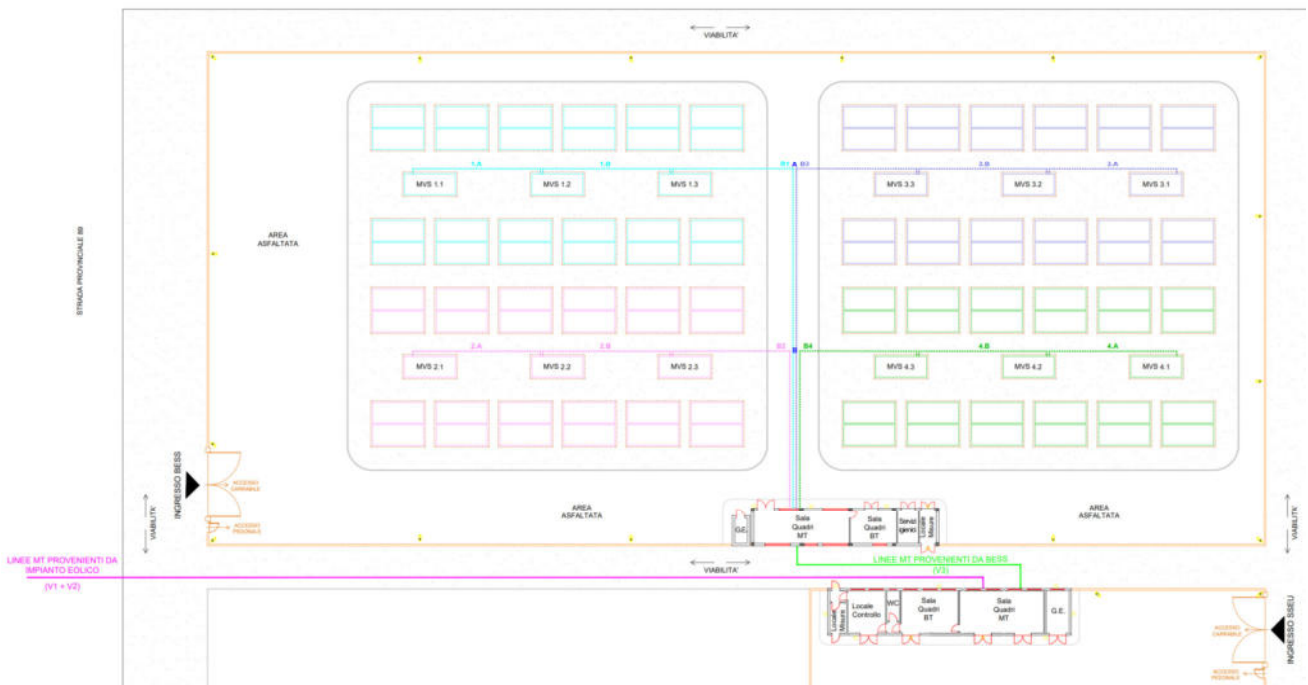 VIABILITA'
STRADA PROVINCIALE 89
AREA
ASFALTATA
1.A
1.B
B1
A
B3
3.B
3.A
MVS 1.1
MVS 1.2
MVS 1.3
MVS 3.3
MVS 3.2
MVS 3.1
2.A
2.B
B2
B
B4
4.B
4.A
MVS 2.1
MVS 2.2
MVS 2.3
MVS 4.3
MVS 4.2
MVS 4.1
INGRESSO BESS
ACCESSO
CARRABILE
ACCESSO
PEDONALE
VIABILITA'
AREA
ASFALTATA
G.E.
Sala
Quadri
MT
Sala
Quadri
BT
Servizi
igienici
Locale
Misure
AREA
ASFALTATA
VIABILITA'
LINEE MT PROVENIENTI DA
IMPIANTO EOLICO
(V1 + V2)
VIABILITA'
LINEE MT PROVENIENTI DA BESS
(V3)
Locale
Misure
Locale
Controllo
WC
Sala
Quadri
BT
Sala
Quadri
MT
G.E.
ACCESSO
CARRABILE
ACCESSO
PEDONALE
INGRESSO SSEU